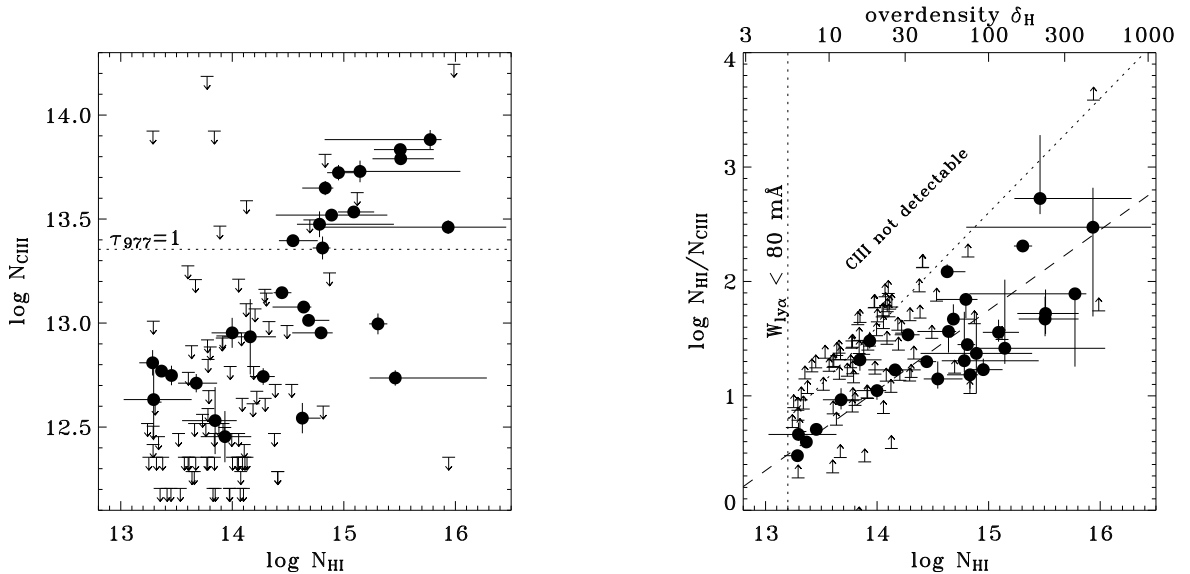 14.0
13.5
13.0
12.5
log N_CIII
τ_977=1
13 14 15 16
log N_HI
overdensity δ_H
3 10 30 100 300 1000
4
3
2
1
0
log N_HI/N_CIII
W_lyα < 80 mÅ
CIII not detectable
13 14 15 16
log N_HI